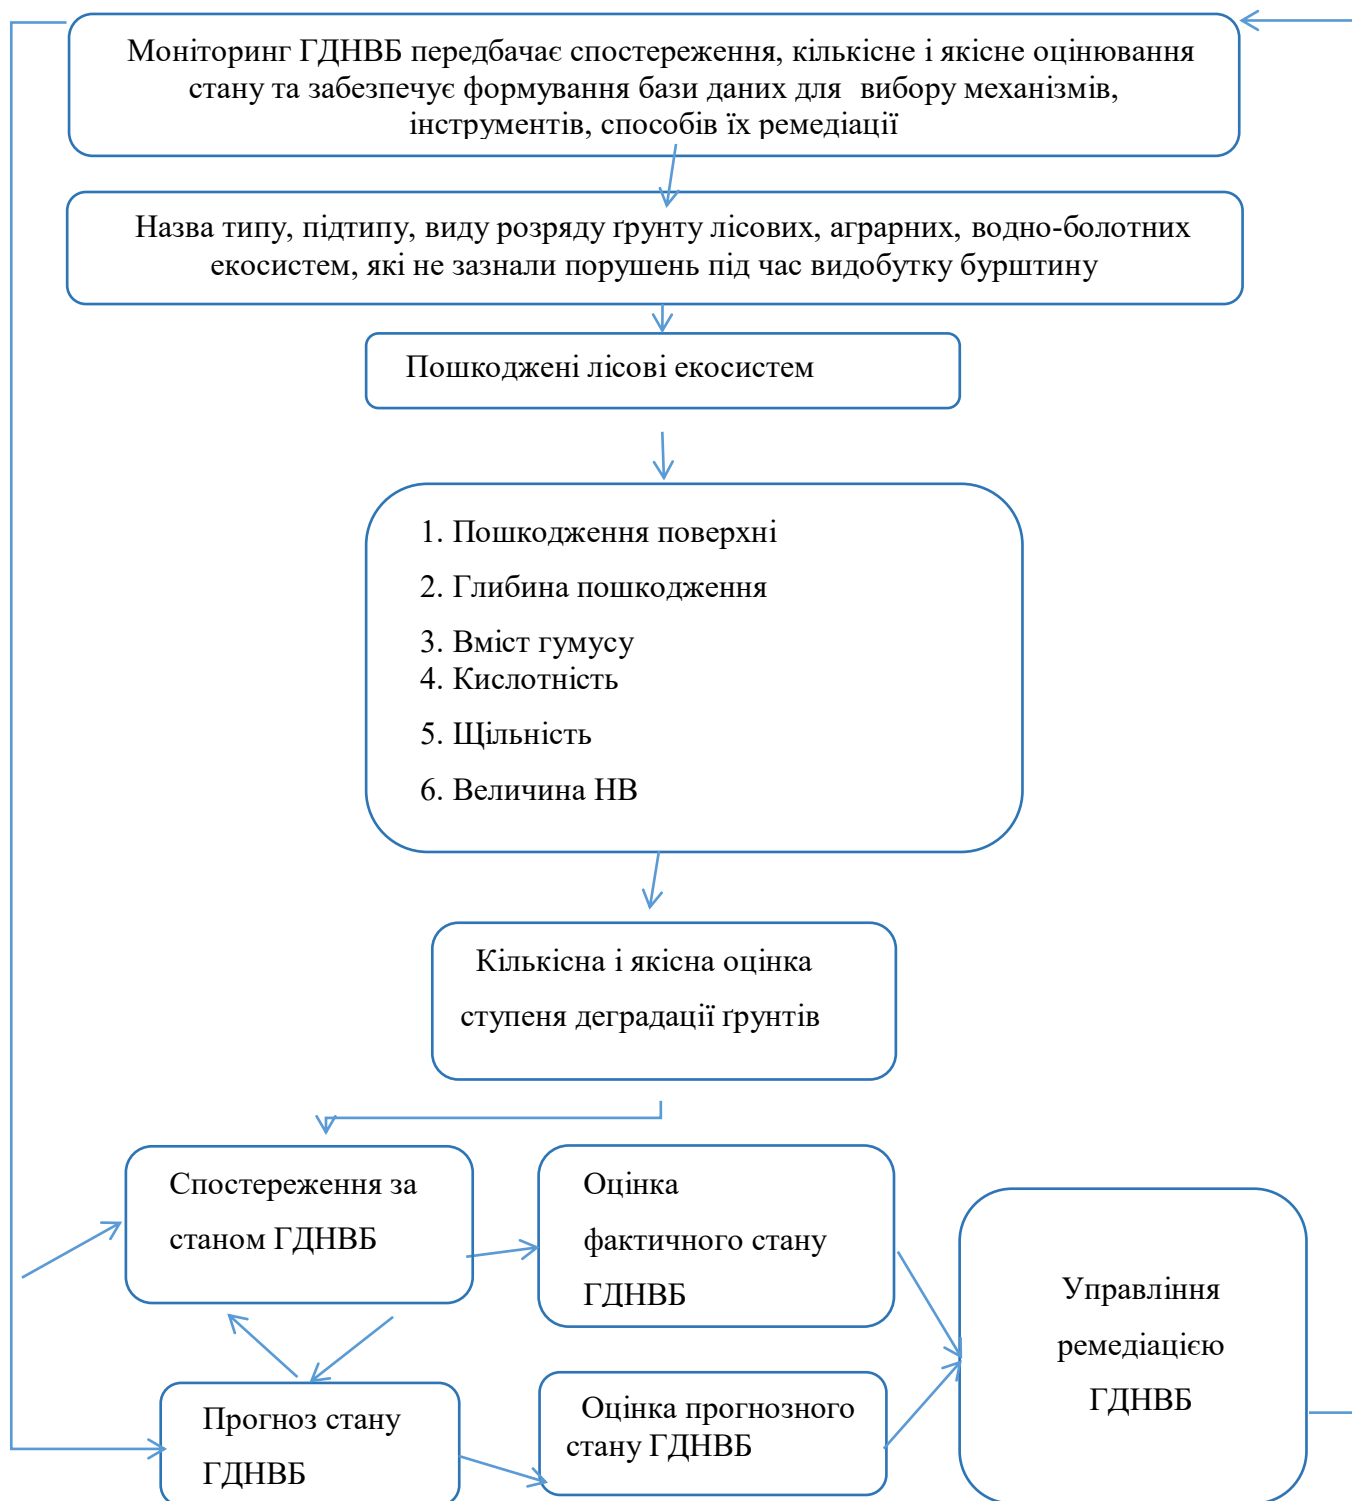 Моніторинг ГДНВБ передбачає спостереження, кількісне і якісне оцінювання
стану та забезпечує формування бази даних для вибору механізмів,
інструментів, способів їх ремедіації
Назва типу, підтипу, виду розряду ґрунту лісових, аграрних, водно-болотних
екосистем, які не зазнали порушень під час видобутку бурштину
Пошкоджені лісові екосистем
1. Пошкодження поверхні
2. Глибина пошкодження
3. Вміст гумусу
4. Кислотність
5. Щільність
6. Величина НВ
Кількісна і якісна оцінка
ступеня деградації ґрунтів
Спостереження за
станом ГДНВБ
Оцінка
фактичного стану
ГДНВБ
Управління
ремедіацією
ГДНВБ
Прогноз стану
ГДНВБ
Оцінка прогнозного
стану ГДНВБ